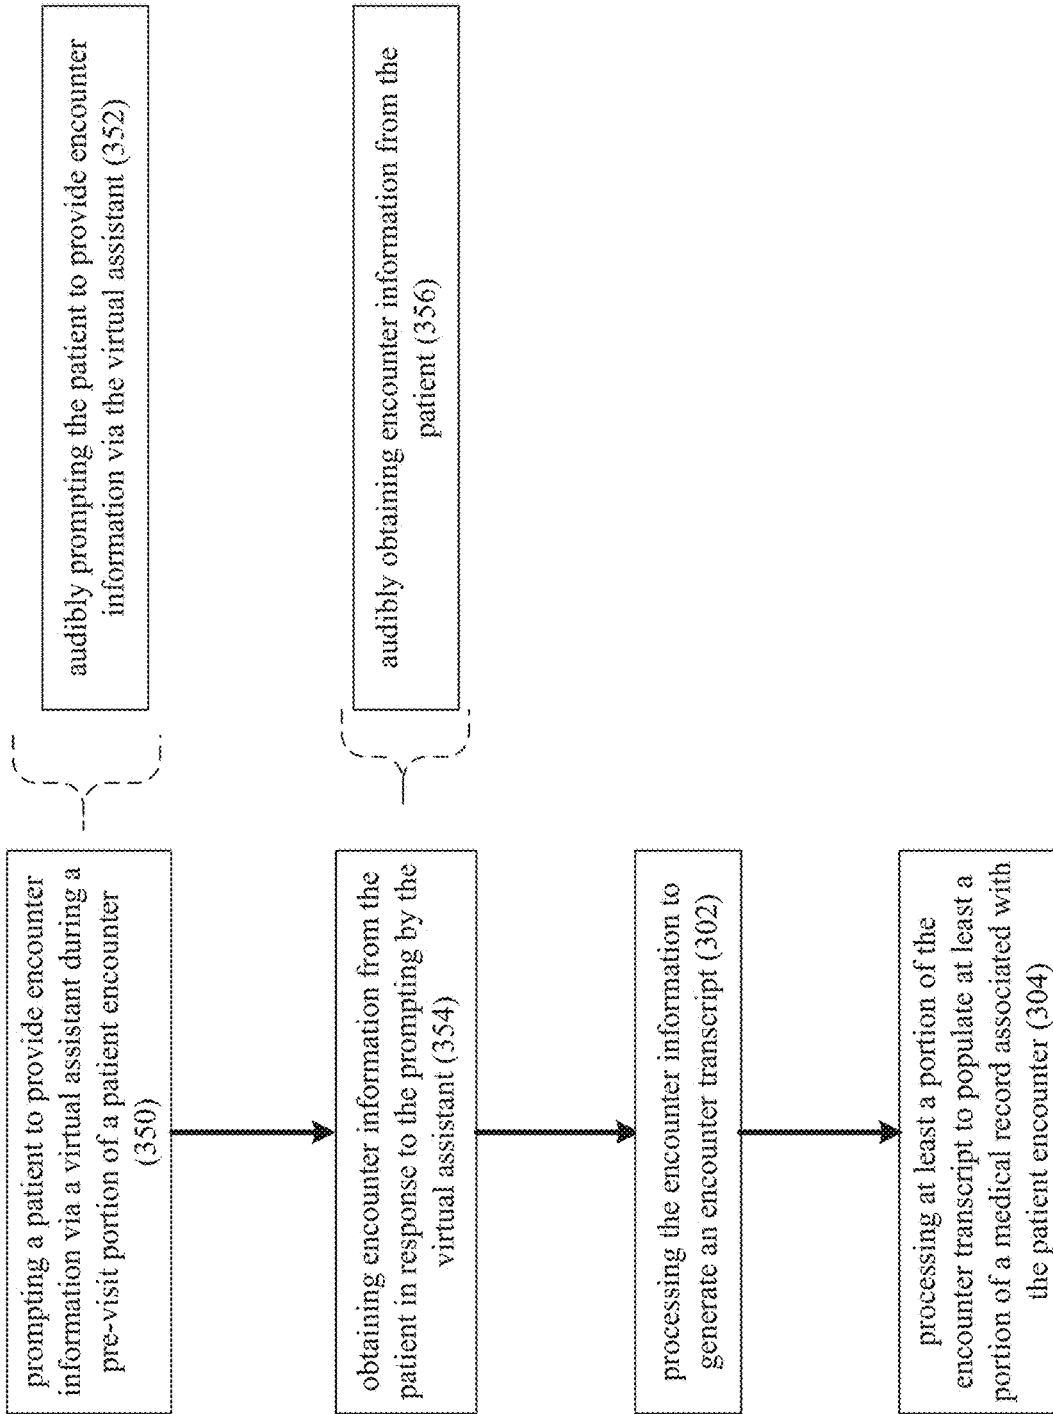 prompting a patient to provide encounter
information via a virtual assistant during a
pre-visit portion of a patient encounter
(350)
audibly prompting the patient to provide encounter
information via the virtual assistant (352)
obtaining encounter information from the
patient in response to the prompting by the
virtual assistant (354)
audibly obtaining encounter information from the
patient (356)
processing the encounter information to
generate an encounter transcript (302)
processing at least a portion of the
encounter transcript to populate at least a
portion of a medical record associated with
the patient encounter (304)